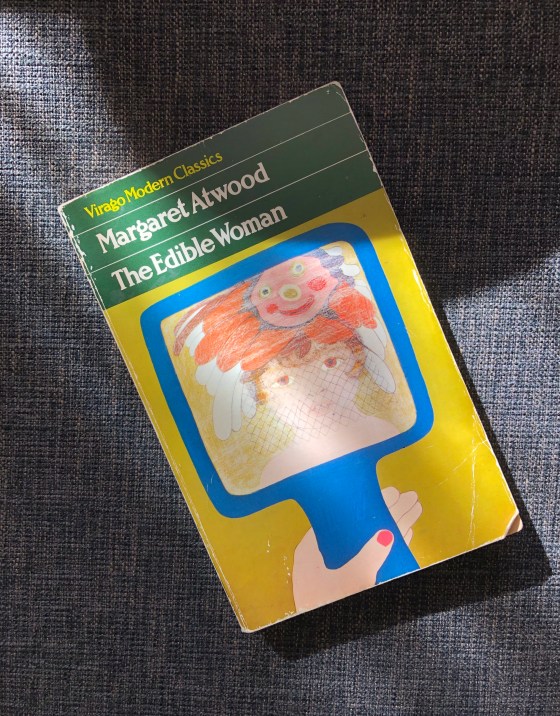 Virago Modern Classics
Margaret Atwood
The Edible Woman